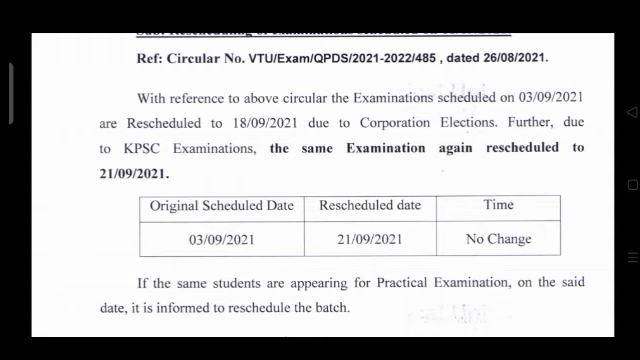 Ref: Circular No. VTU/Exam/QPDS/2021-2022/485 , dated 26/08/2021.
With reference to above circular the Examinations scheduled on 03/09/2021
are Rescheduled to 18/09/2021 due to Corporation Elections. Further, due
to KPSC Examinations, the same Examination again rescheduled to
21/09/2021.
Original Scheduled Date Rescheduled date Time
03/09/2021 21/09/2021 No Change
If the same students are appearing for Practical Examination, on the said
date, it is informed to reschedule the batch.